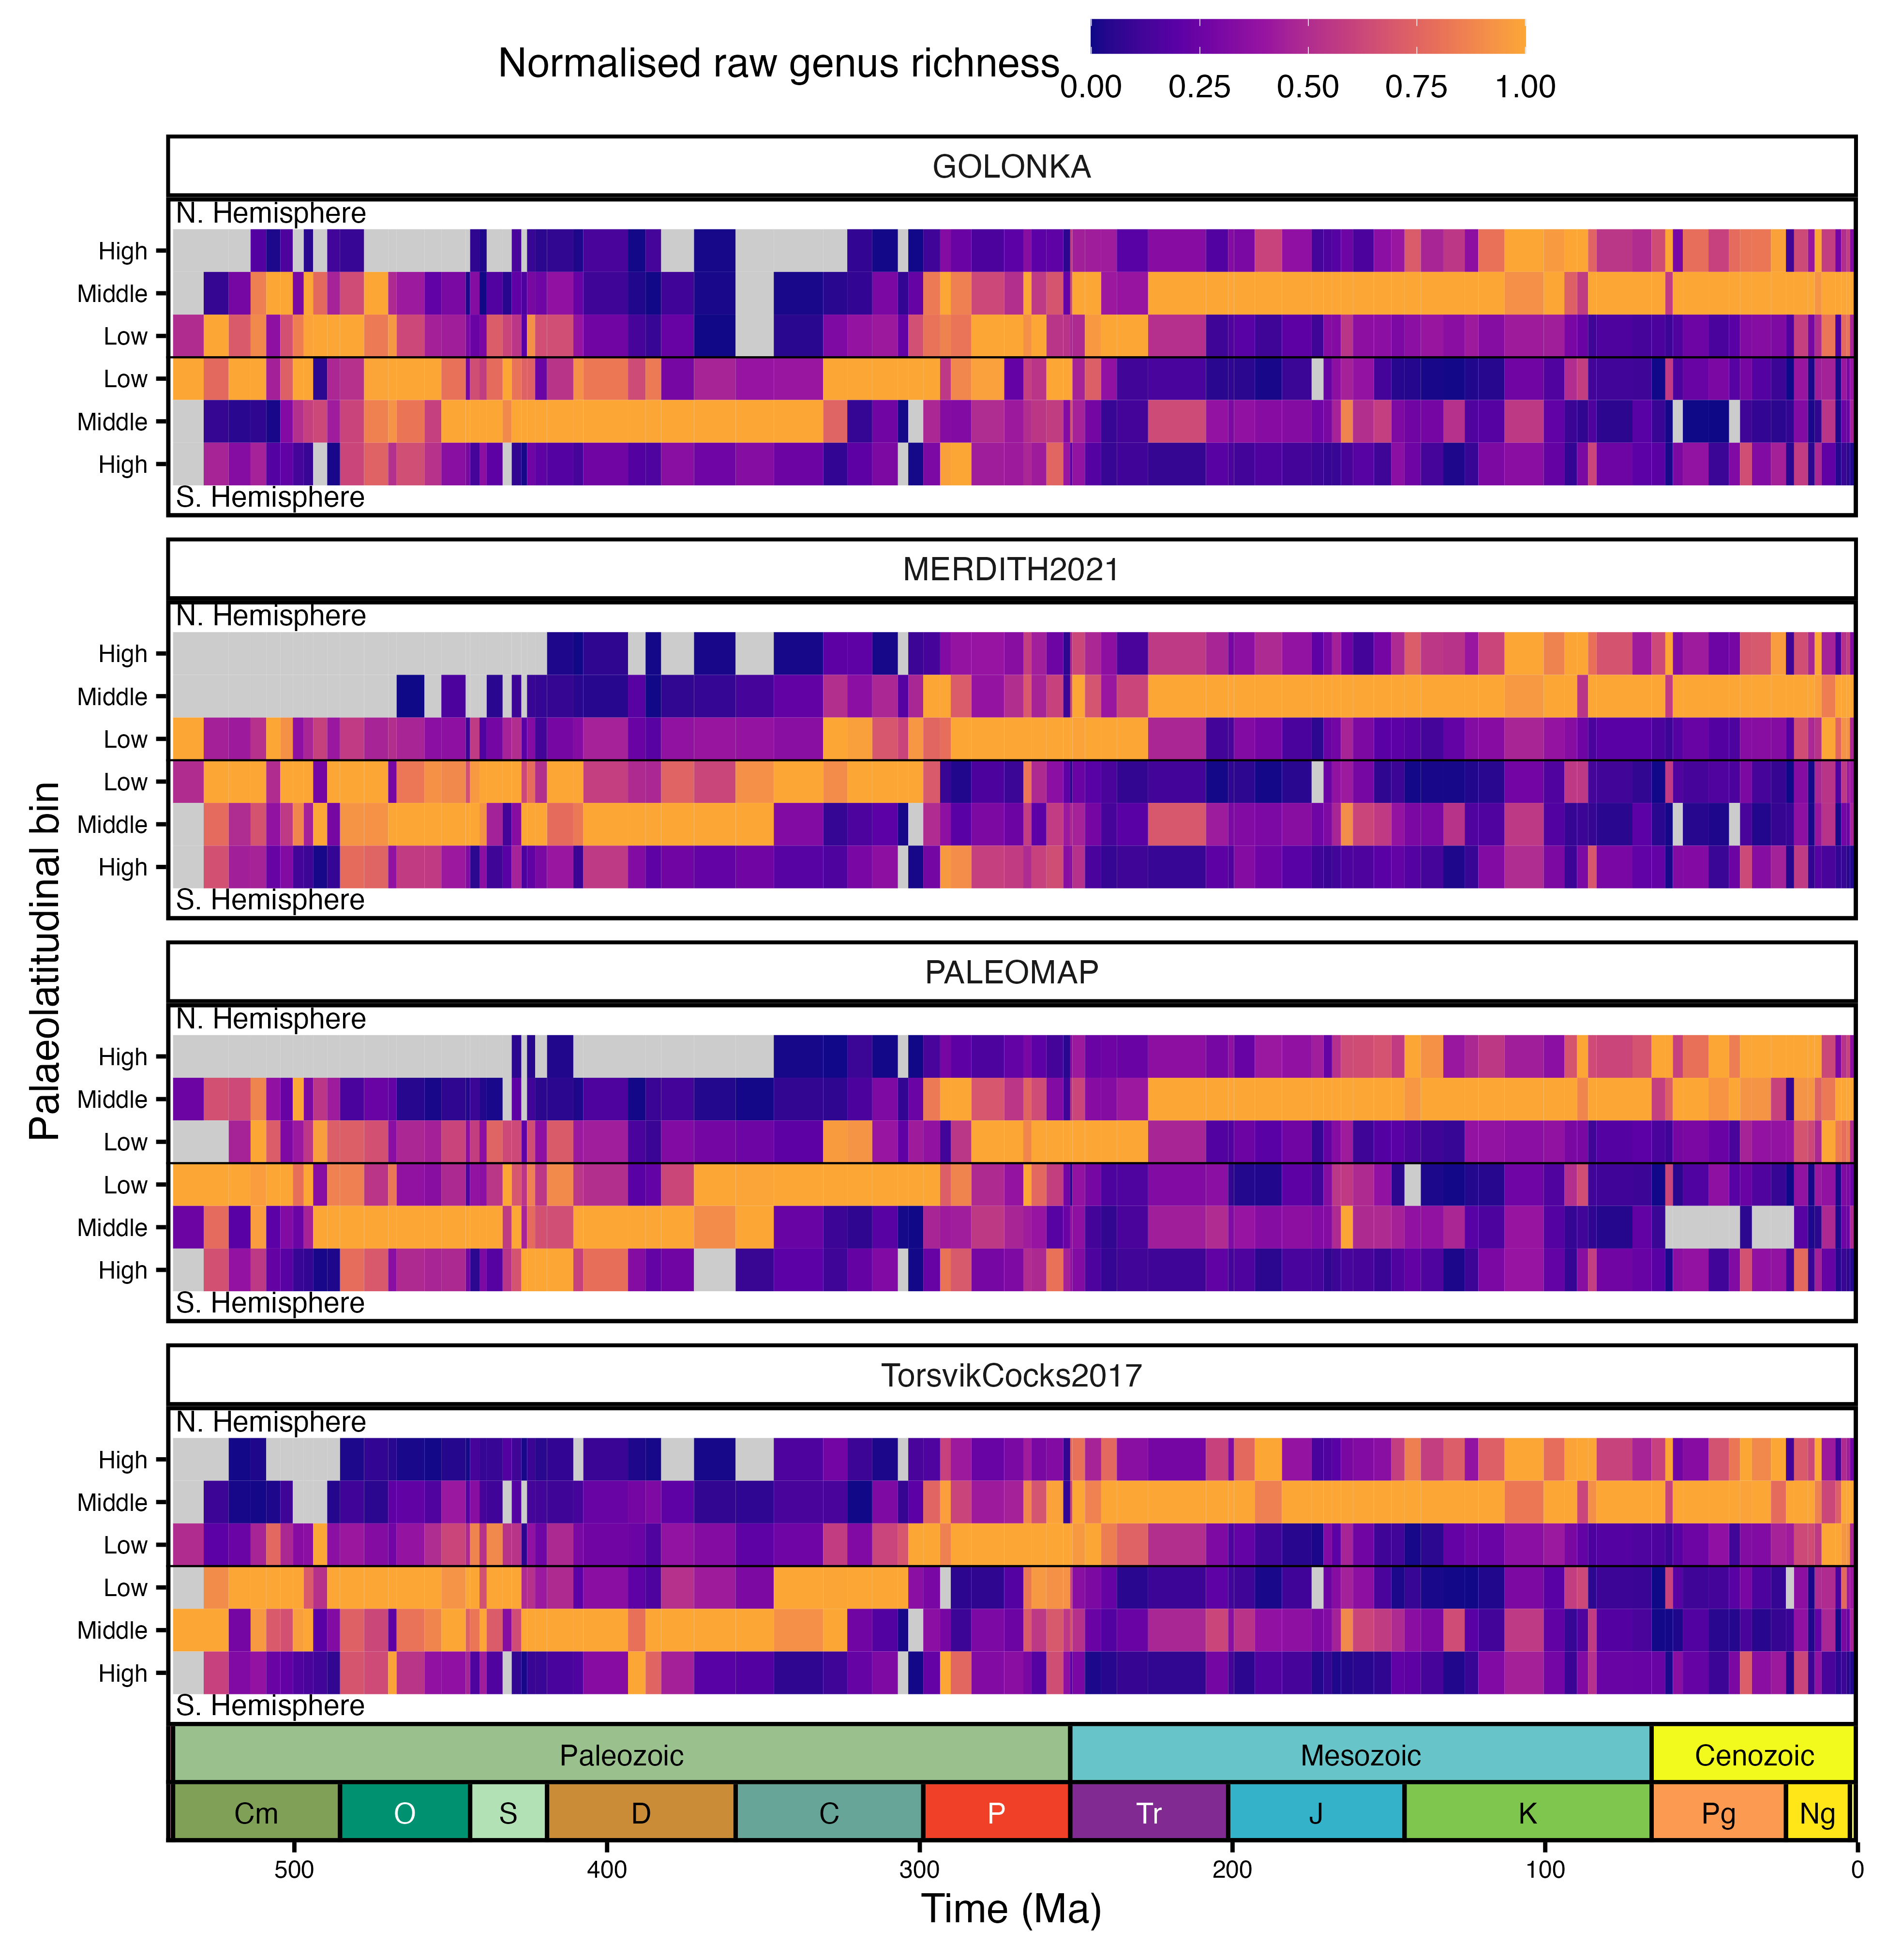 Normalised raw genus richness
0.00 0.25 0.50 0.75 1.00
GOLONKA
N. Hemisphere
High
Middle
Low
Low
Middle
High
S. Hemisphere
MERDITH2021
N. Hemisphere
High
Middle
Low
Low
Middle
High
S. Hemisphere
Palaeolatitudinal bin
PALEOMAP
N. Hemisphere
High
Middle
Low
Low
Middle
High
S. Hemisphere
TorsvikCocks2017
N. Hemisphere
High
Middle
Low
Low
Middle
High
S. Hemisphere
Paleozoic Mesozoic Cenozoic
Cm O S D C P Tr J K Pg Ng
500 400 300 200 100 0
Time (Ma)